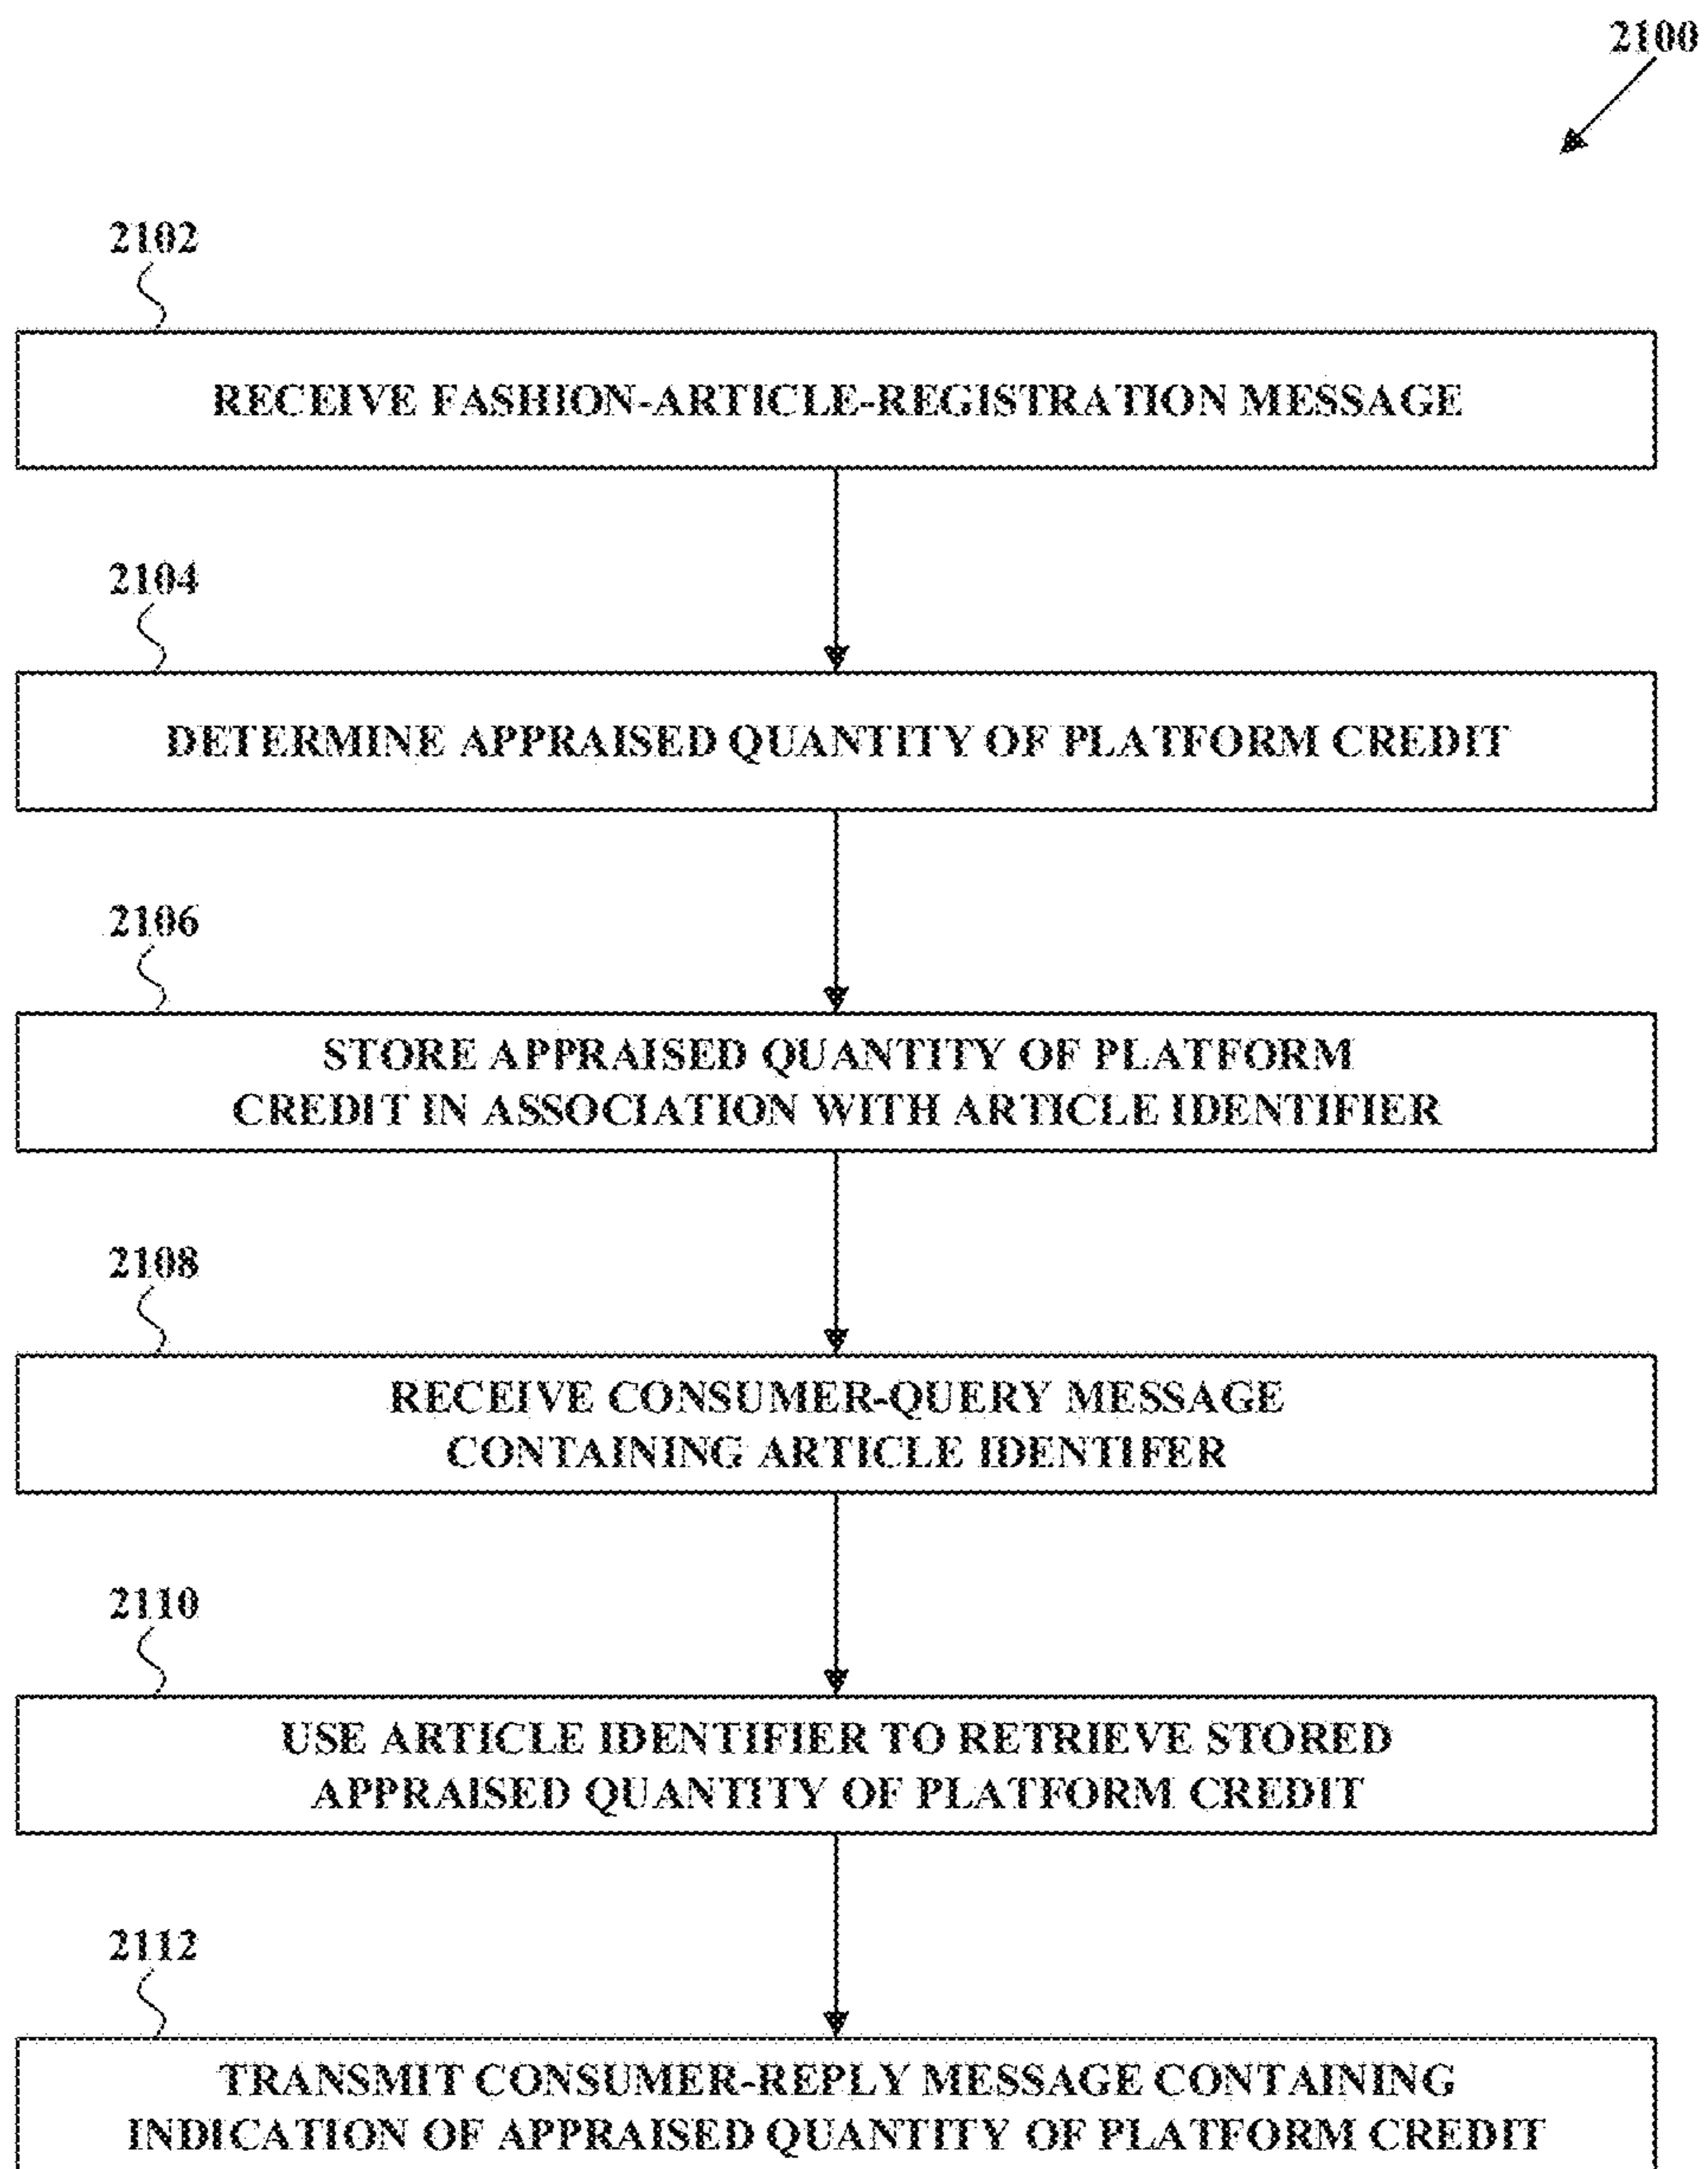 2100
2102
RECEIVE FASHION-ARTICLE-REGISTRATION MESSAGE
2104
DETERMINE APPRAISED QUANTITY OF PLATFORM CREDIT
2106
STORE APPRAISED QUANTITY OF PLATFORM
CREDIT IN ASSOCIATION WITH ARTICLE IDENTIFIER
2108
RECEIVE CONSUMER-QUERY MESSAGE
CONTAINING ARTICLE IDENTIFER
2110
USE ARTICLE IDENTIFIER TO RETRIEVE STORED
APPRAISED QUANTITY OF PLATFORM CREDIT
2112
TRANSMIT CONSUMER-REPLY MESSAGE CONTAINING
INDICATION OF APPRAISED QUANTITY OF PLATFORM CREDIT